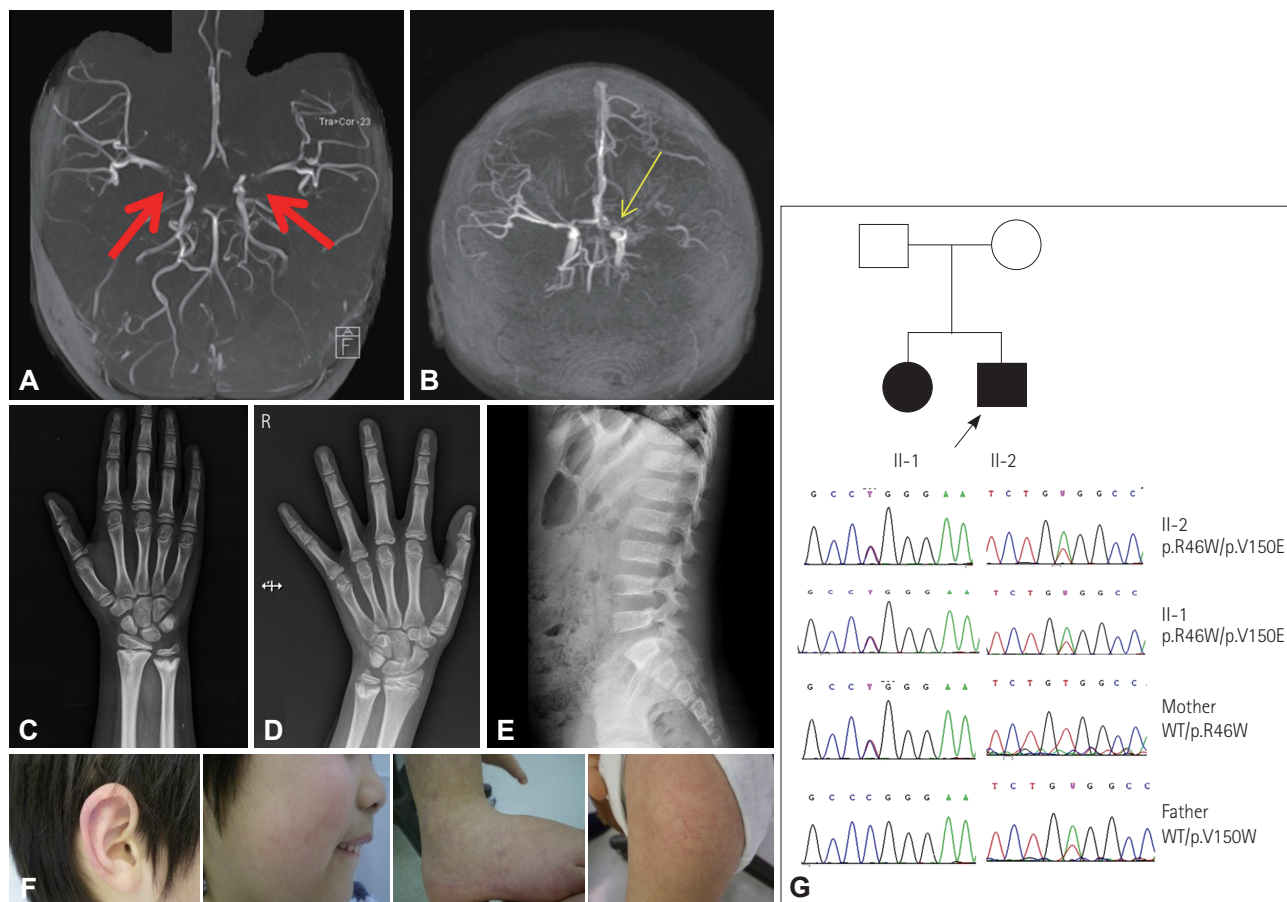 Tra>Cor -23
A
F
A
B
R
C
D
E
F
II-1 II-2
G C C Y G G G A A T C T G W G G C C
II-2
p.R46W/p.V150E
G C C Y G G G A A T C T G W G G C C
II-1
p.R46W/p.V150E
G C C Y G G G A A T C T G T G G C C
Mother
WT/p.R46W
G C C C G G G A A T C T G W G G C C
Father
WT/p.V150W
G